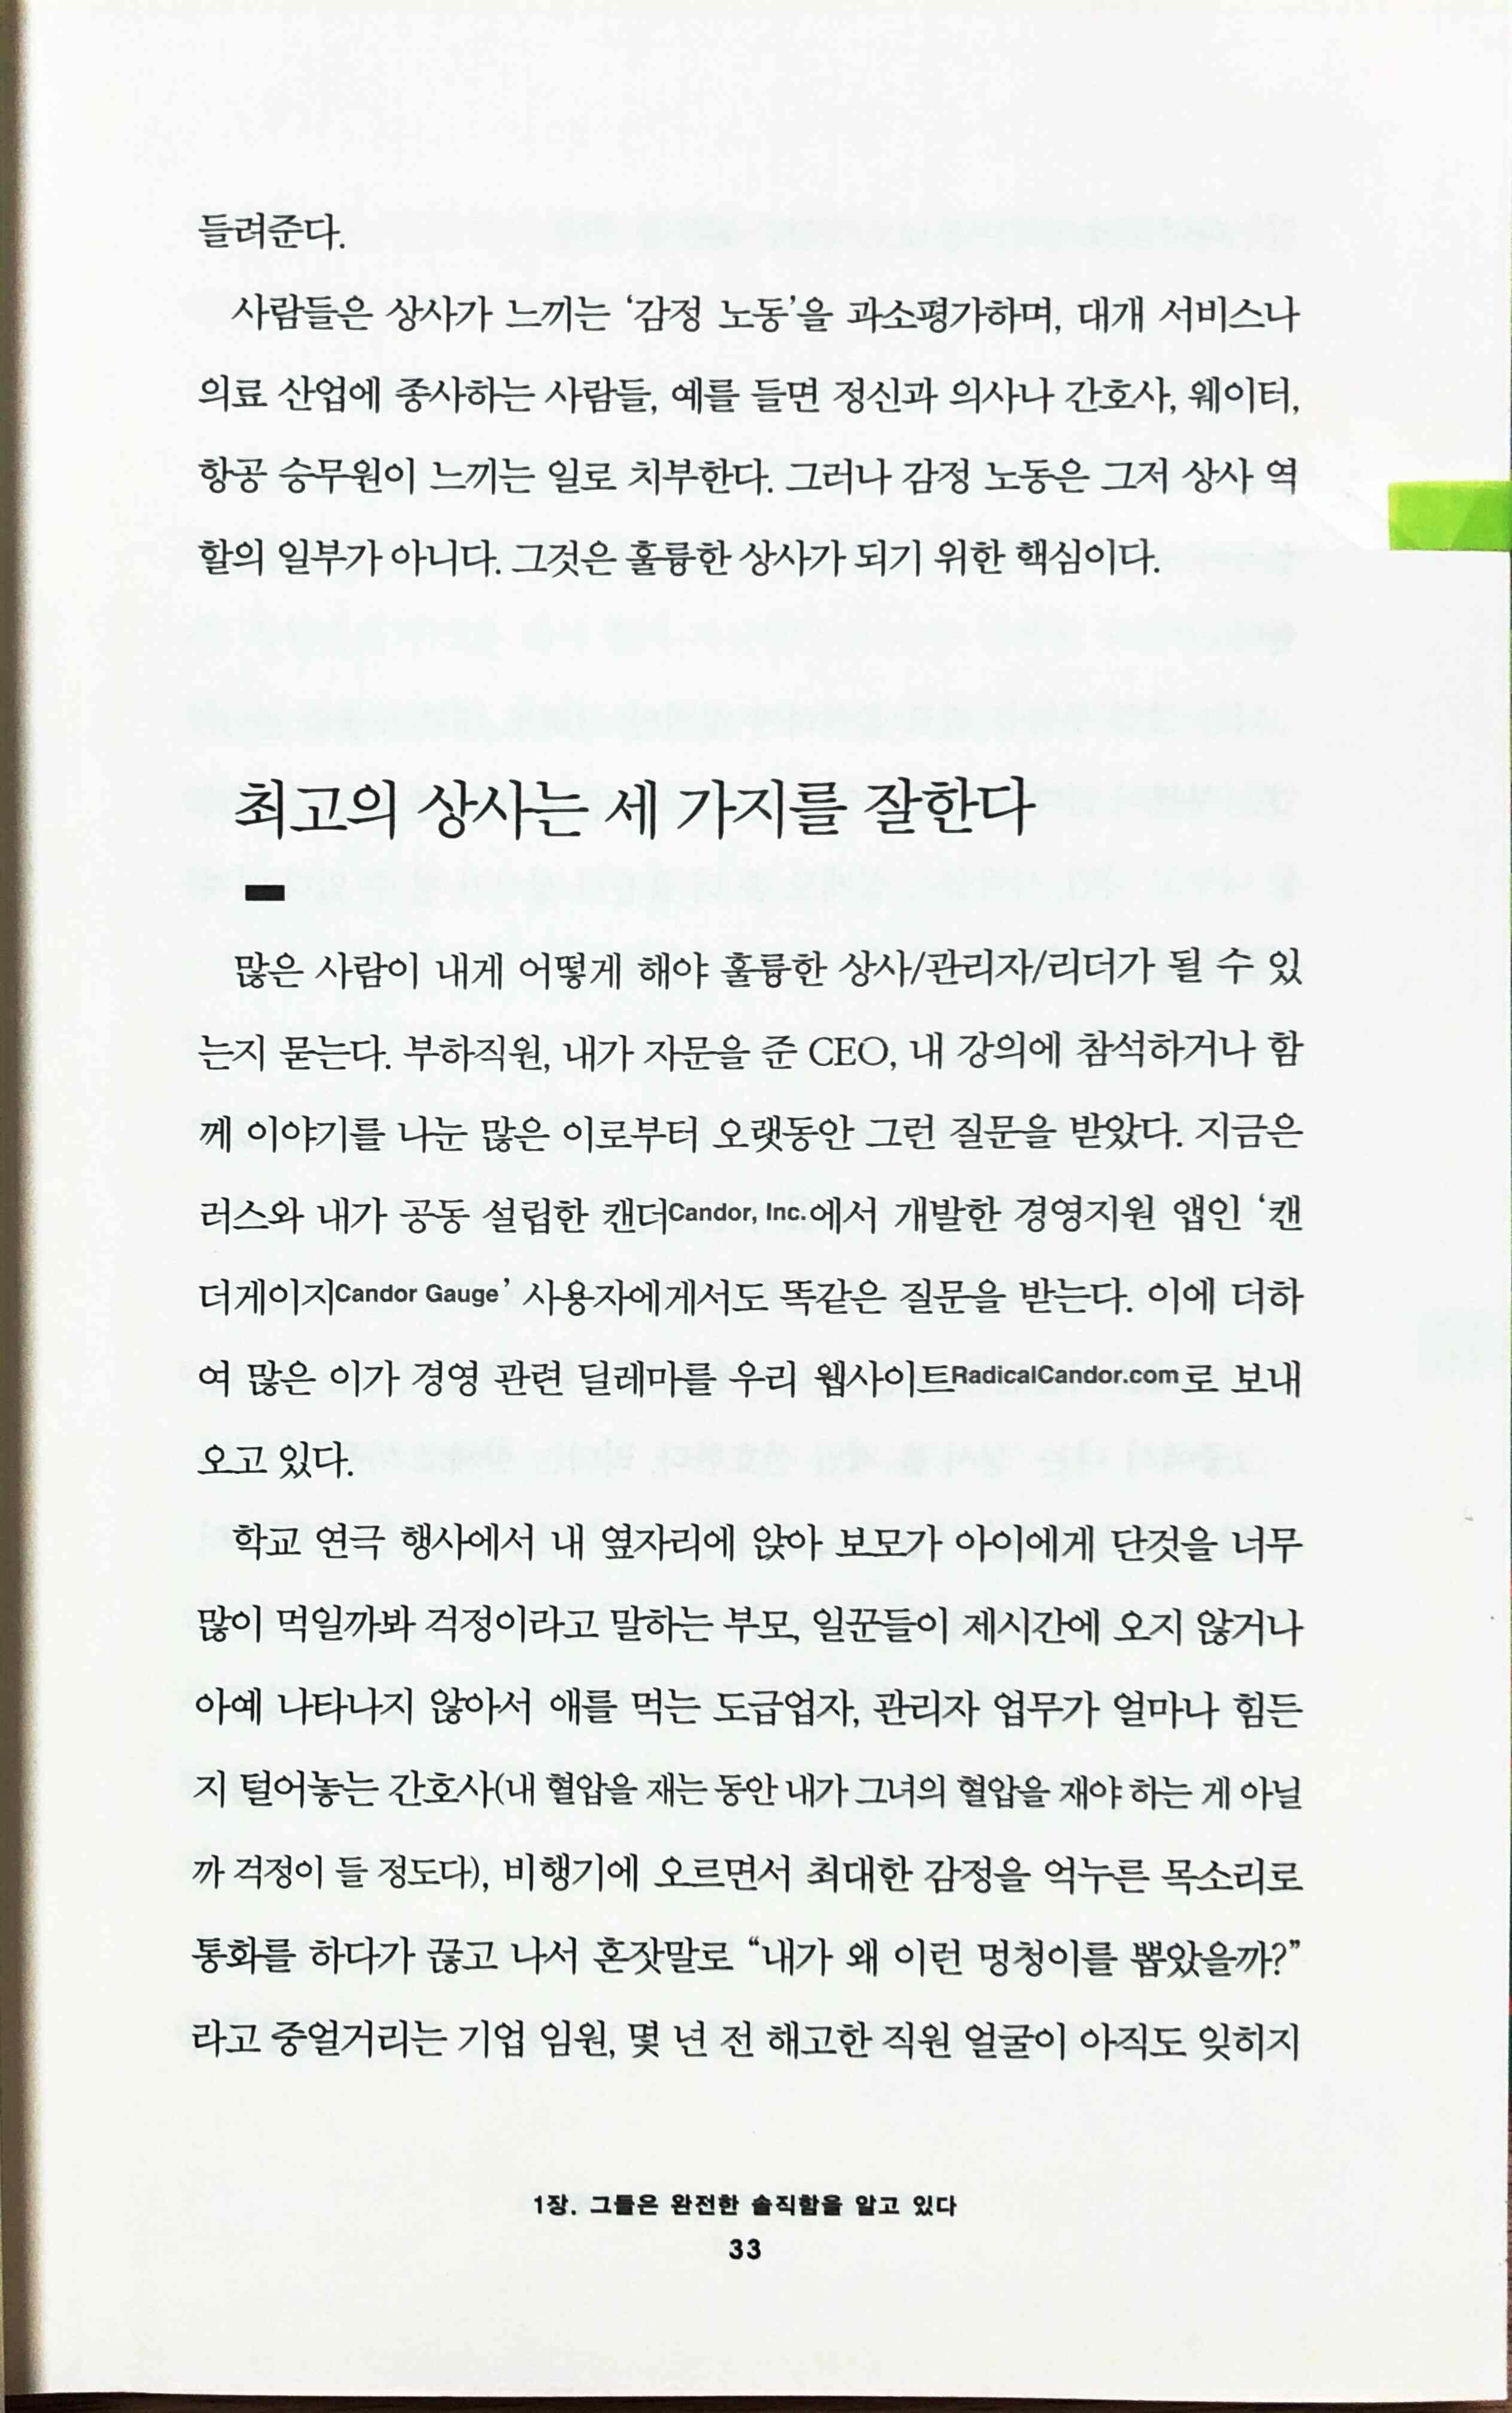 들려준다.
사람들은 상사가 느끼는 ‘감정 노동’을 과소평가하며, 대개 서비스나
의료 산업에 종사하는 사람들, 예를 들면 정신과 의사나 간호사, 웨이터,
항공 승무원이 느끼는 일로 치부한다. 그러나 감정 노동은 그저 상사 역
할의 일부가 아니다. 그것은 훌륭한 상사가 되기 위한 핵심이다.
최고의 상사는 세 가지를 잘한다
많은 사람이 내게 어떻게 해야 훌륭한 상사/관리자/리더가 될 수 있
는지 묻는다. 부하직원, 내가 자문을 준 CEO, 내 강의에 참석하거나 함
께 이야기를 나눈 많은 이로부터 오랫동안 그런 질문을 받았다. 지금은
러스와 내가 공동 설립한 캔더Candor, Inc.에서 개발한 경영지원 앱인 ‘캔
더게이지Candor Gauge’ 사용자에게서도 똑같은 질문을 받는다. 이에 더하
여 많은 이가 경영 관련 딜레마를 우리 웹사이트RadicalCandor.com로 보내
오고 있다.
학교 연극 행사에서 내 옆자리에 앉아 보모가 아이에게 단것을 너무
많이 먹일까봐 걱정이라고 말하는 부모, 일꾼들이 제시간에 오지 않거나
아예 나타나지 않아서 애를 먹는 도급업자, 관리자 업무가 얼마나 힘든
지 털어놓는 간호사(내 혈압을 재는 동안 내가 그녀의 혈압을 재야 하는 게 아닐
까 걱정이 들 정도다), 비행기에 오르면서 최대한 감정을 억누른 목소리로
통화를 하다가 끊고 나서 혼잣말로 “내가 왜 이런 멍청이를 뽑았을까?”
라고 중얼거리는 기업 임원, 몇 년 전 해고한 직원 얼굴이 아직도 잊히지
1장. 그들은 완전한 솔직함을 알고 있다
33